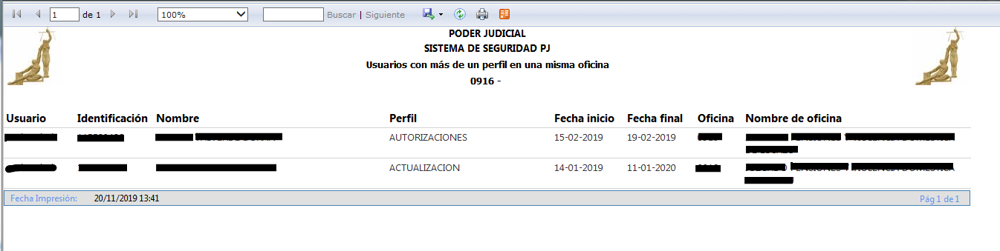 1 de 1 100% Buscar | Siguiente
PODER JUDICIAL
SISTEMA DE SEGURIDAD PJ
Usuarios con más de un perfil en una misma oficina
0916 -
Usuario Identificación Nombre Perfil Fecha inicio Fecha final Oficina Nombre de oficina
AUTORIZACIONES 15-02-2019 19-02-2019
ACTUALIZACION 14-01-2019 11-01-2020
Fecha Impresión: 20/11/2019 13:41 Pág 1 de 1